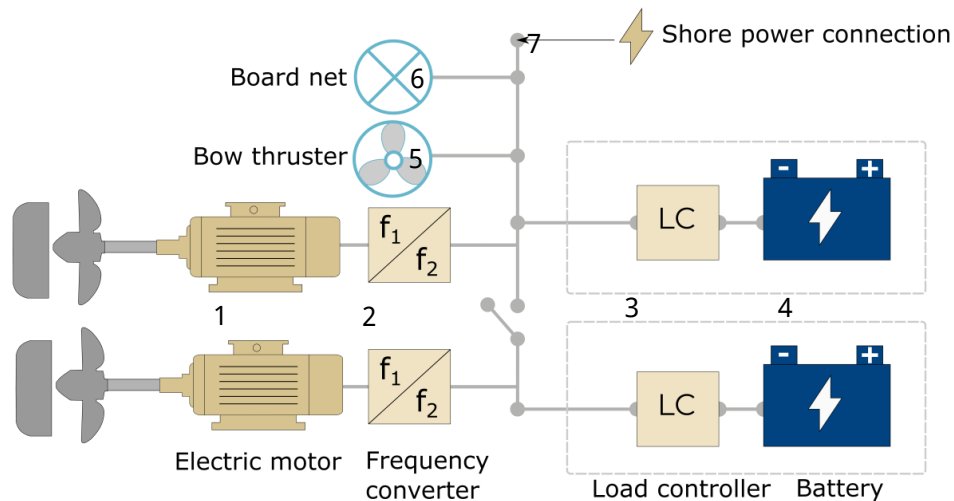 7
Shore power connection
Board net
6
Bow thruster
5
f1
f2
LC
-
+
1
2
3
4
f1
f2
LC
-
+
Electric motor
Frequency
converter
Load controller
Battery